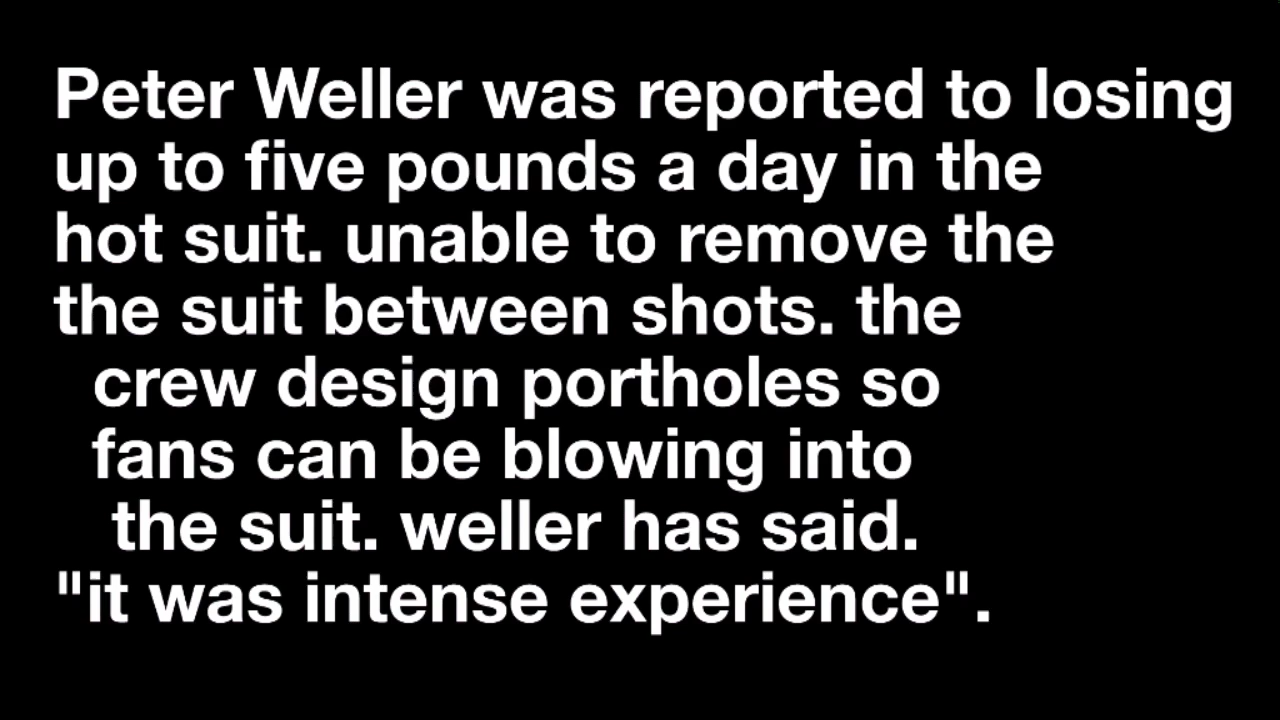 Peter Weller was reported to losing
up to five pounds a day in the
hot suit. unable to remove the
the suit between shots. the
crew design portholes so
fans can be blowing into
the suit. weller has said.
"it was intense experience".